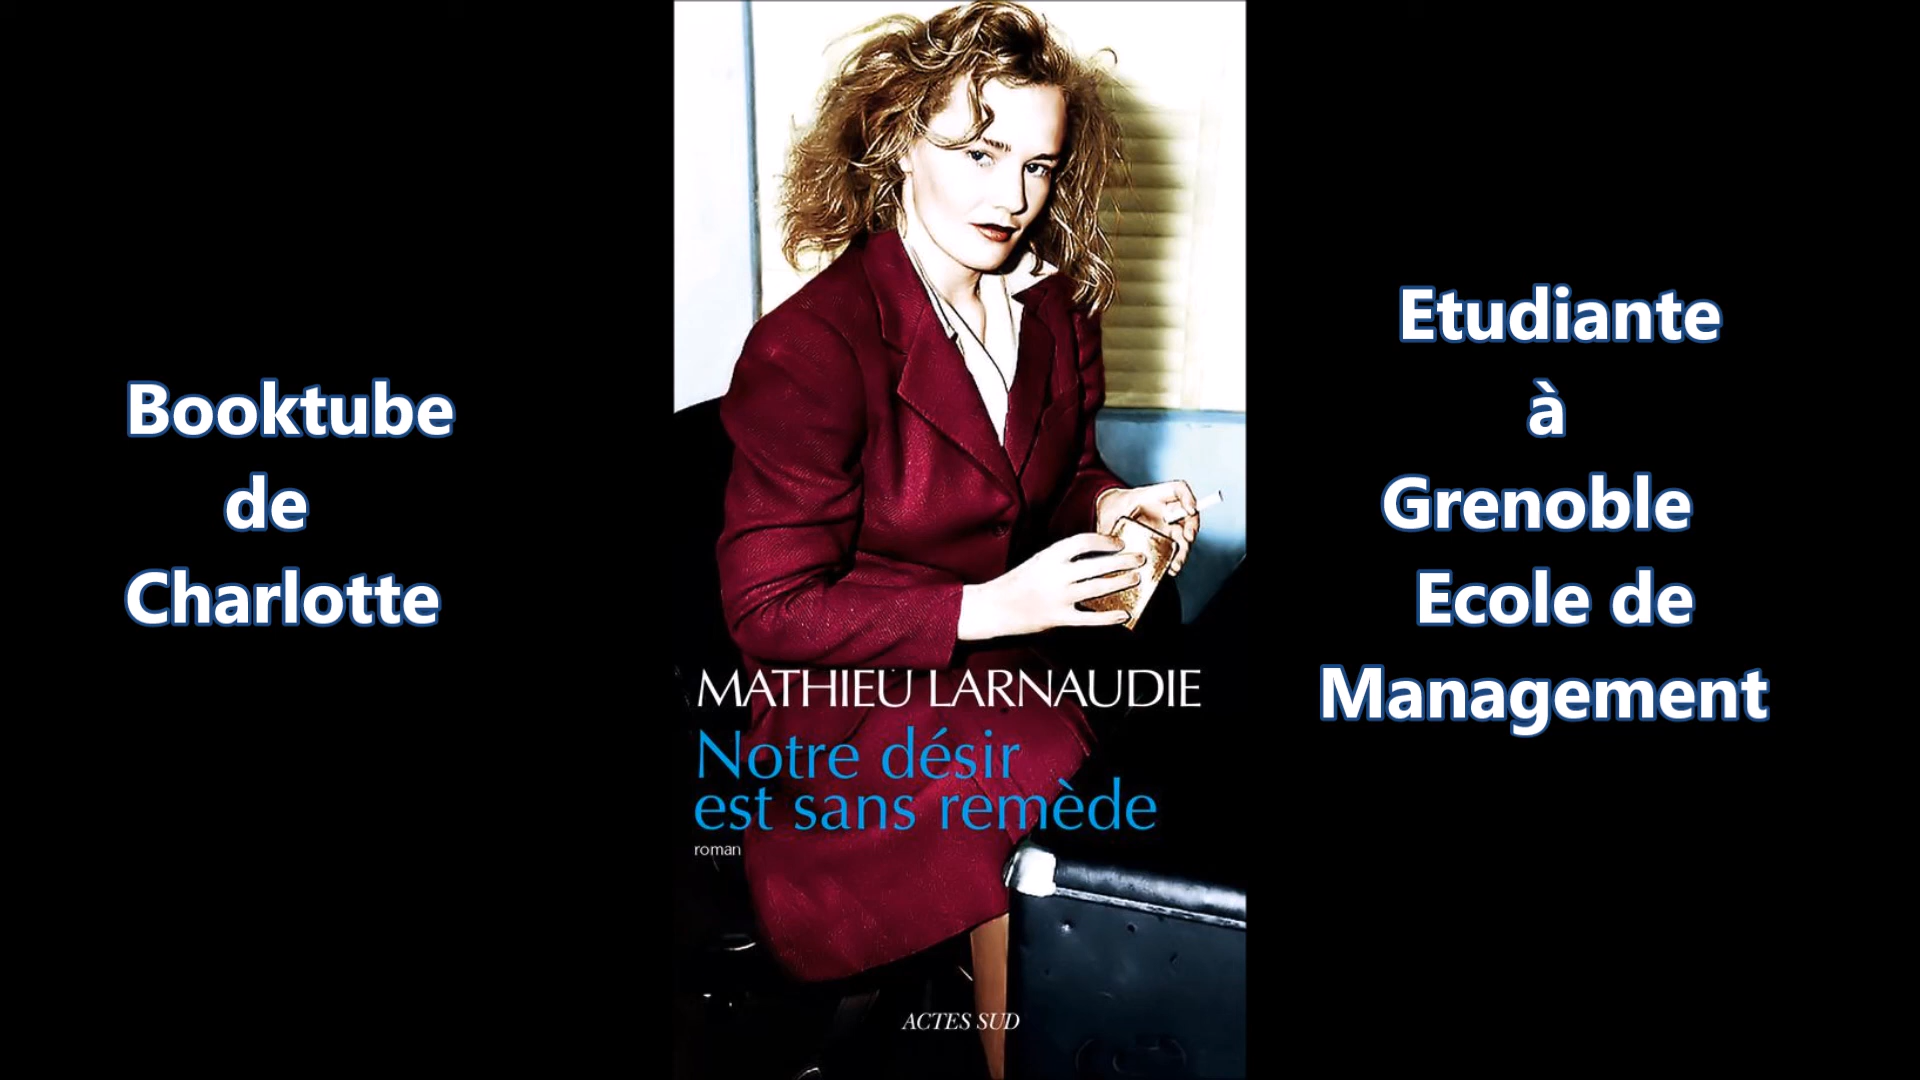 Booktube
de
Charlotte
MATHIEU LARNAUDIE
Notre désir
est sans remède
roman
ACTES SUD
Etudiante
à
Grenoble
Ecole de
Management